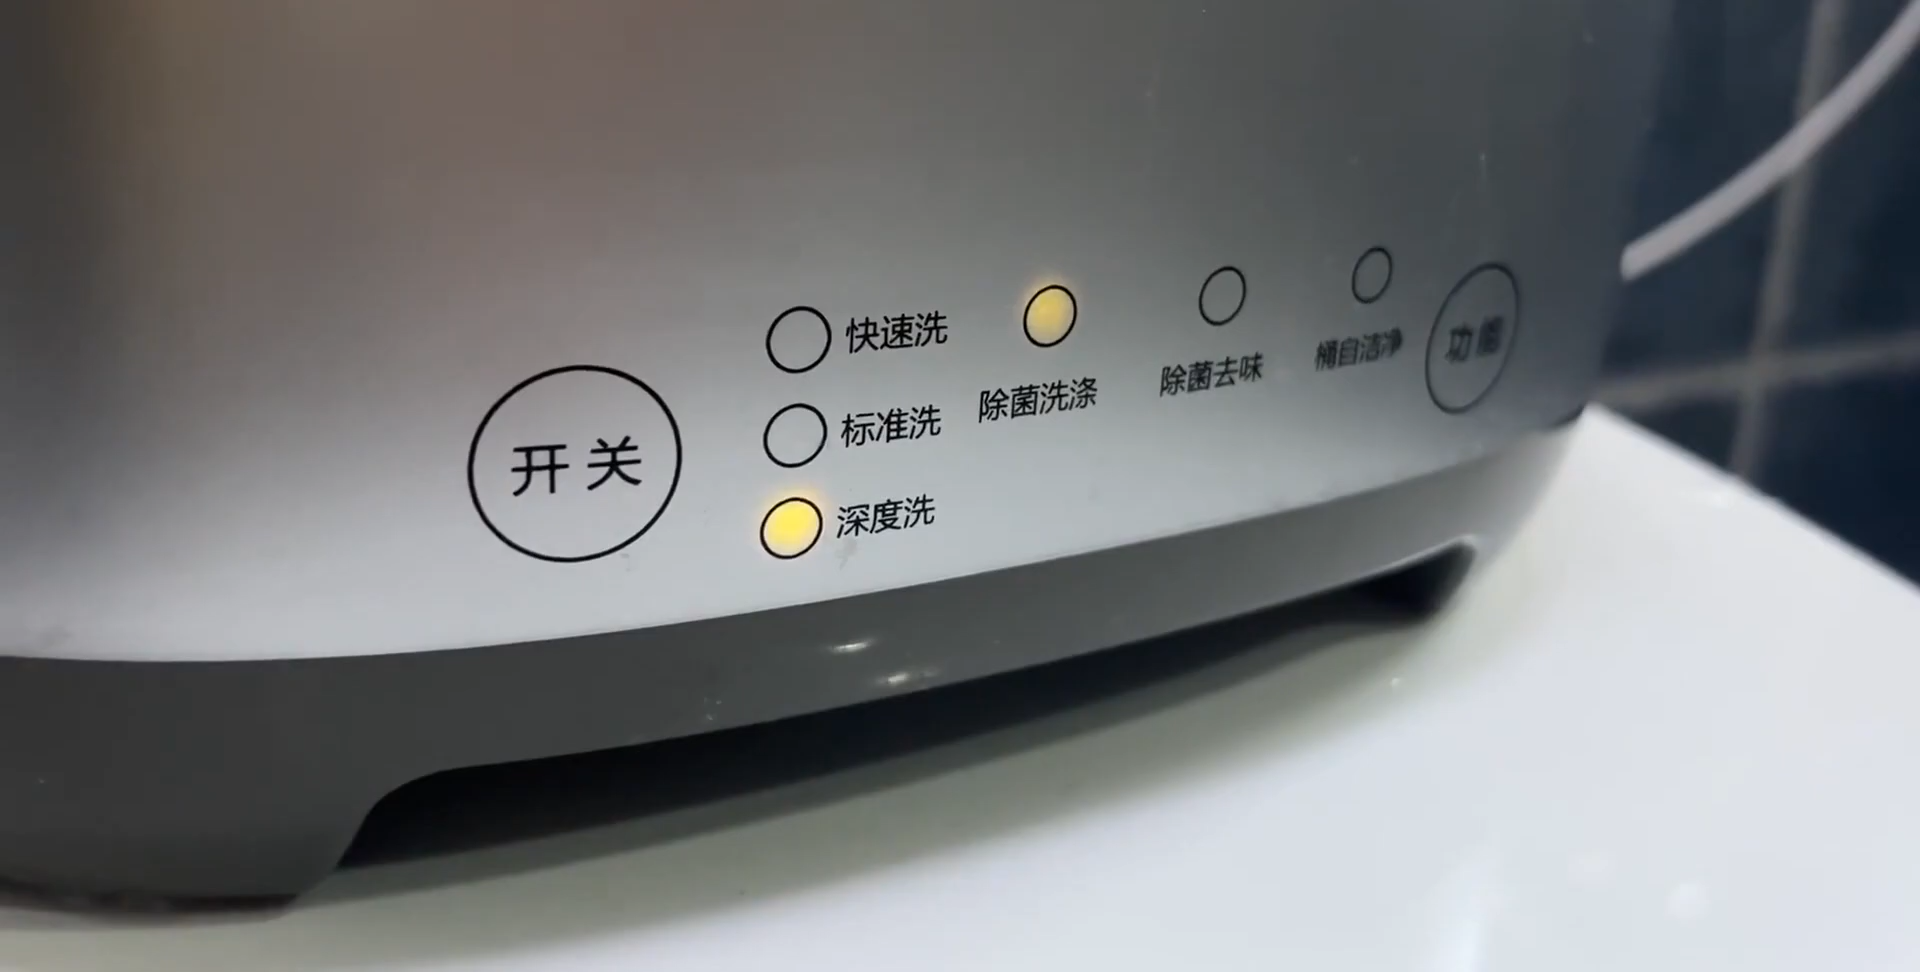 开关
快速洗
标准洗
深度洗
除菌洗涤
除菌去味
桶自洁净
功能